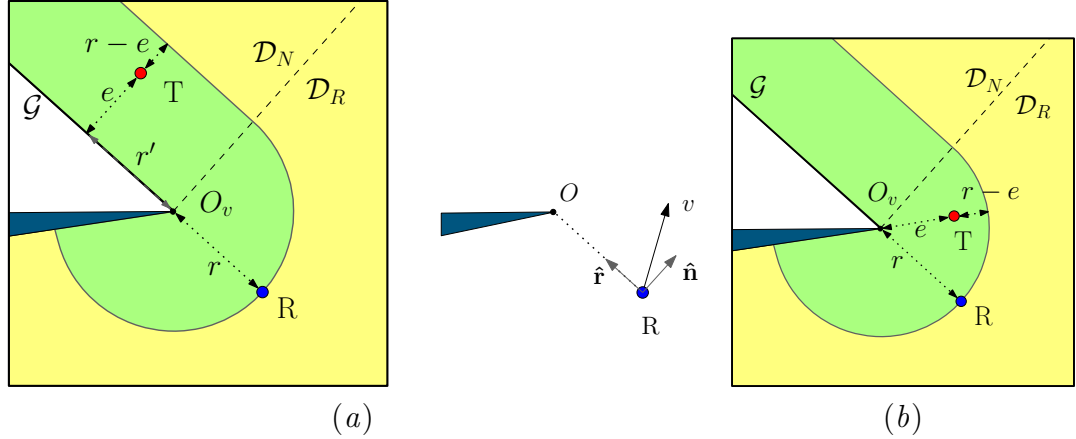 r − e
𝒟_N
e
T
𝒟_R
𝒢
r′
O_v
r
R
(a)
O
v
r̂
n̂
R
𝒢
𝒟_N
𝒟_R
O_v
r − e
e
T
r
R
(b)